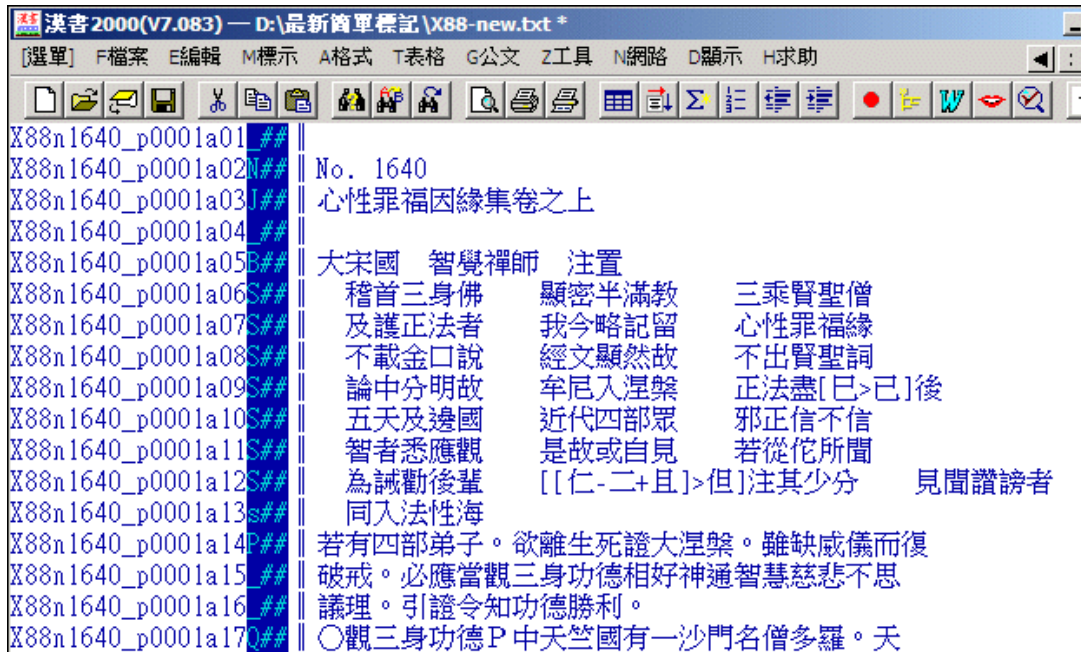 漢書2000(V7.083) — D:\最新簡單標記\X88-new.txt *
[選單] F檔案 E編輯 M標示 A格式 T表格 G公文 Z工具 N網路 D顯示 H求助
X88n1640_p0001a01_##║
X88n1640_p0001a02N##║No. 1640
X88n1640_p0001a03J##║心性罪福因緣集卷之上
X88n1640_p0001a04_##║
X88n1640_p0001a05B##║大宋國　智覺禪師　注置
X88n1640_p0001a06S##║　稽首三身佛　　顯密半滿教　　三乘賢聖僧
X88n1640_p0001a07S##║　及護正法者　　我今略記留　　心性罪福緣
X88n1640_p0001a08S##║　不載金口說　　經文顯然故　　不出賢聖詞
X88n1640_p0001a09S##║　論中分明故　　牟尼入涅槃　　正法盡[巳>已]後
X88n1640_p0001a10S##║　五天及邊國　　近代四部眾　　邪正信不信
X88n1640_p0001a11S##║　智者悉應觀　　是故或自見　　若從佗所聞
X88n1640_p0001a12S##║　為誡勸後輩　　[[仁-二+且]>但]注其少分　　見聞讚謗者
X88n1640_p0001a13s##║　同入法性海
X88n1640_p0001a14P##║若有四部弟子。欲離生死證大涅槃。雖缺威儀而復
X88n1640_p0001a15_##║破戒。必應當觀三身功德相好神通智慧慈悲不思
X88n1640_p0001a16_##║議理。引證令知功德勝利。
X88n1640_p0001a17Q##║○觀三身功德Ｐ中天竺國有一沙門名僧多羅。天